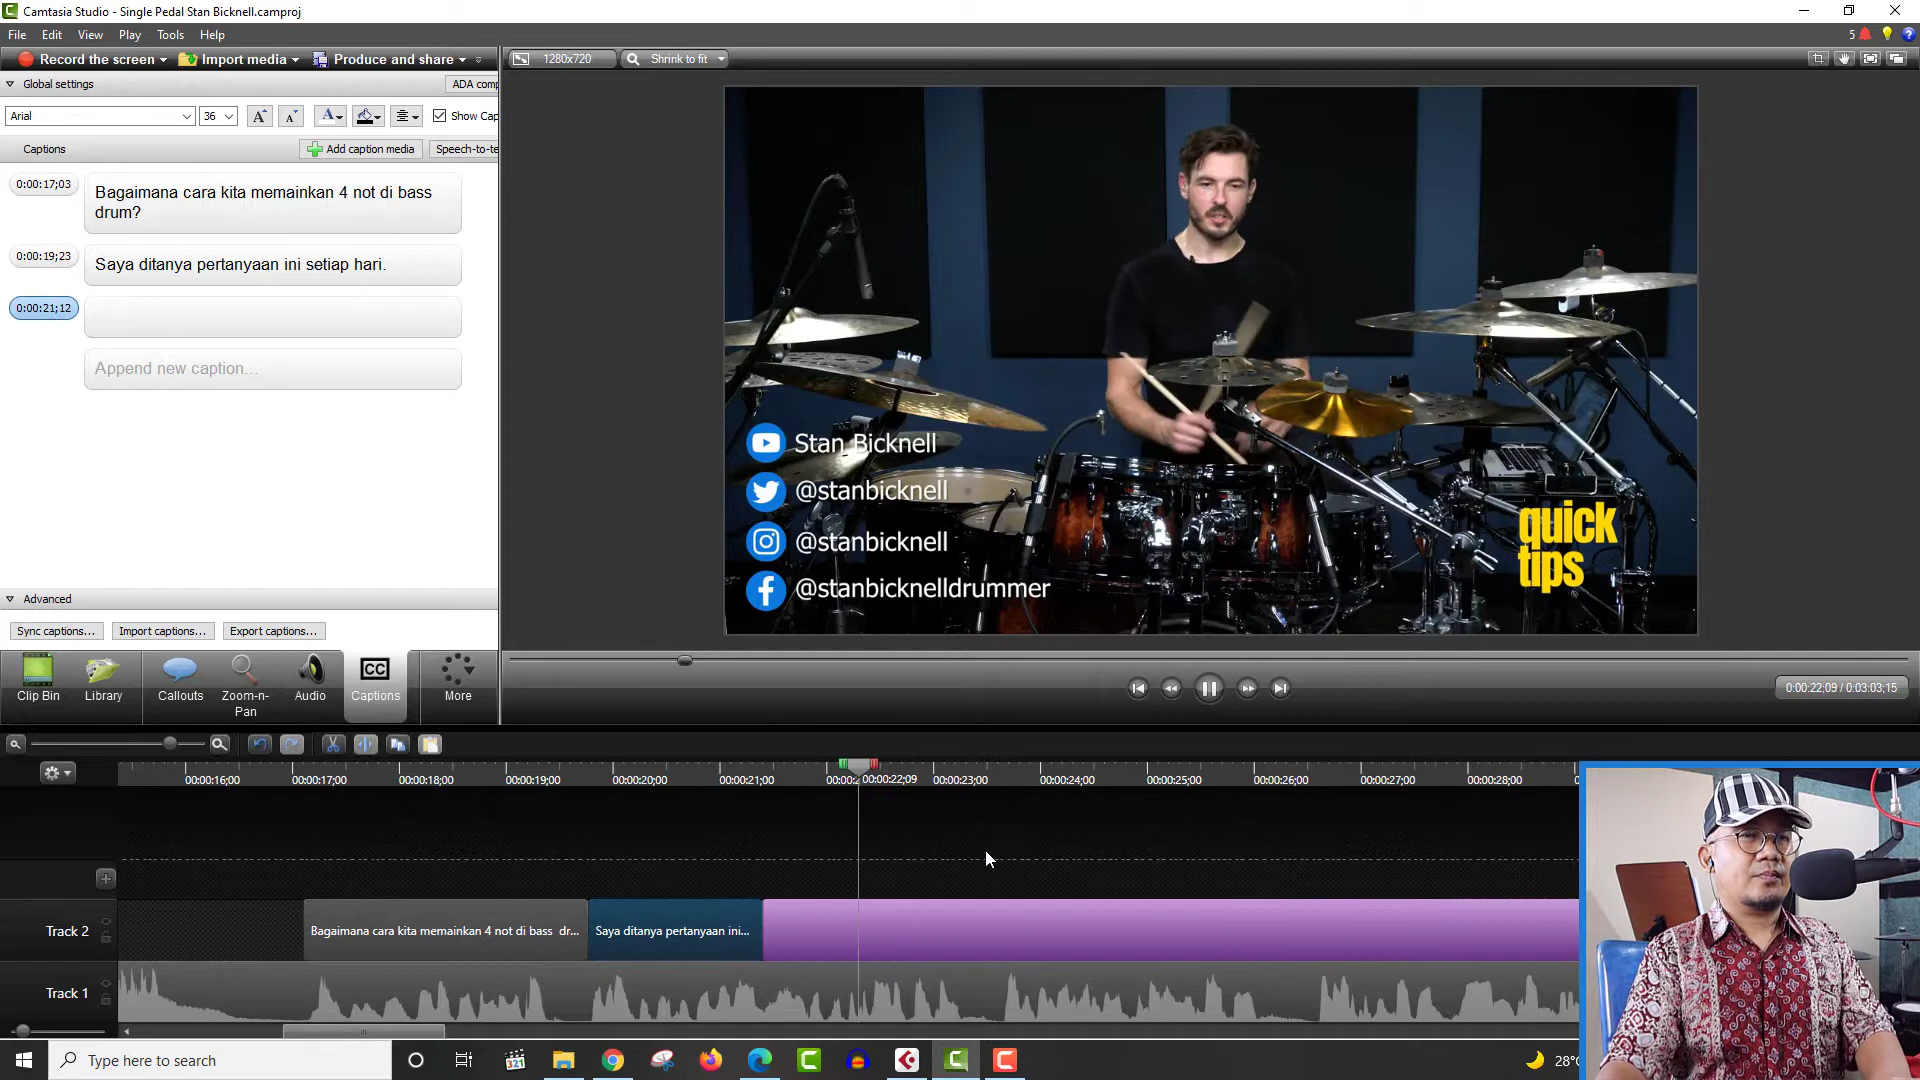 Camtasia Studio - Single Pedal Stan Bicknell.camproj
File Edit View Play Tools Help
5
Record the screen Import media Produce and share
1280x720 Shrink to fit
Global settings
ADA comp
Arial 36 Show Cap
Captions
Add caption media
Speech-to-te
0:00:17;03
Bagaimana cara kita memainkan 4 not di bass
drum?
0:00:19;23
Saya ditanya pertanyaan ini setiap hari.
0:00:21;12
Append new caption...
Stan Bicknell
@stanbicknell
@stanbicknell
@stanbicknelldrummer
quick
tips
Advanced
Sync captions... Import captions... Export captions...
Clip Bin Library Callouts Zoom-n-
Pan Audio CC Captions More
0:00:22;09 / 0:03:03;15
00:00:16;00 00:00:17;00 00:00:18;00 00:00:19;00 00:00:20;00 00:00:21;00 00:00:2 00:00:22;09 00:00:23;00 00:00:24;00 00:00:25;00 00:00:26;00 00:00:27;00 00:00:28;00
Track 2
Bagaimana cara kita memainkan 4 not di bass dr...
Saya ditanya pertanyaan ini...
Track 1
Type here to search
321
28°C